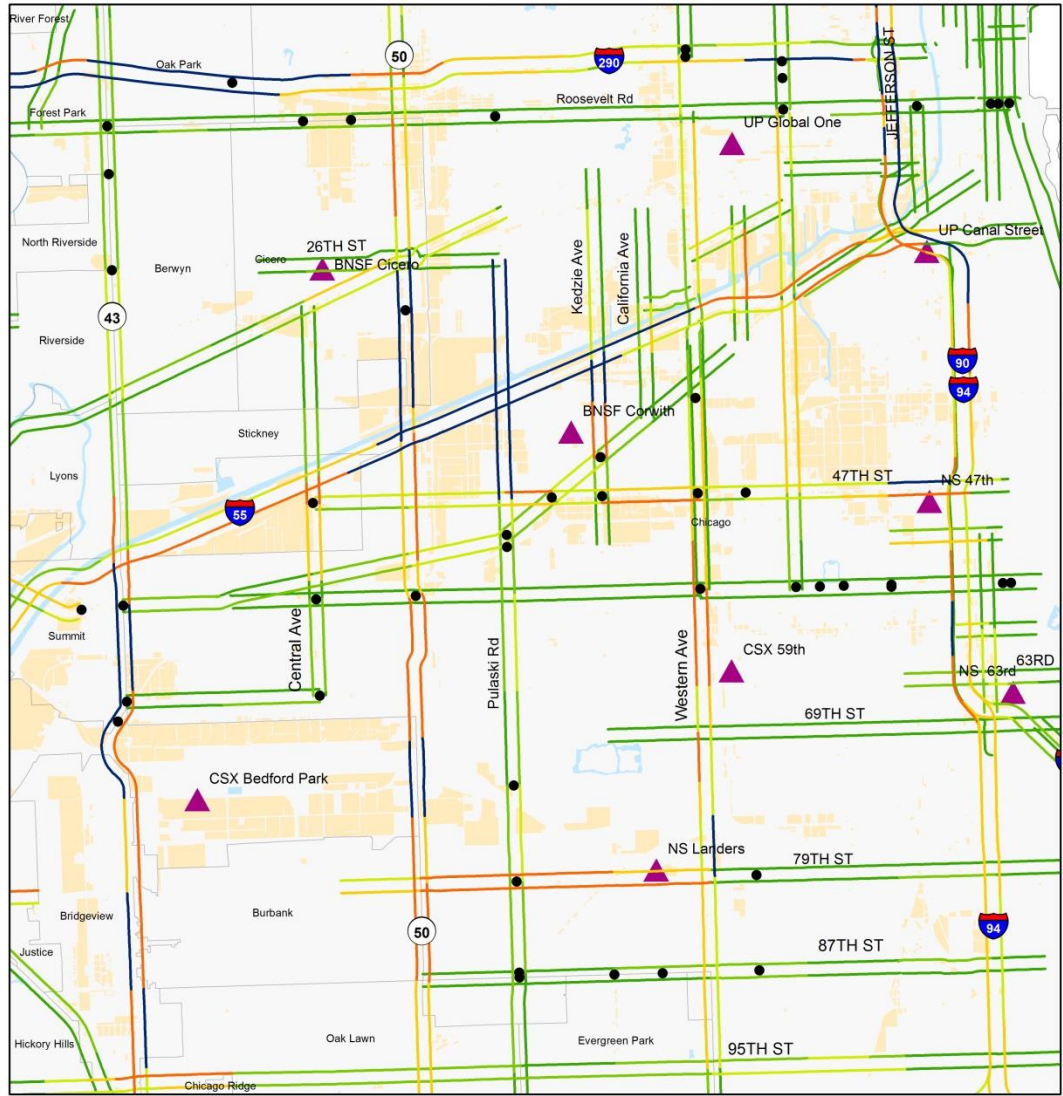 River Forest
Oak Park
50
290
JEFFERSON ST
Roosevelt Rd
Forest Park
UP Global One
North Riverside
Berwyn
26TH ST
Cicero
BNSF Cicero
Kedzie Ave
California Ave
UP Canal Street
43
Riverside
90
94
BNSF Corwith
Stickney
Lyons
47TH ST
NS 47th
55
Chicago
Summit
Central Ave
Pulaski Rd
Western Ave
CSX 59th
63RD
NS 63rd
69TH ST
CSX Bedford Park
NS Landers
79TH ST
Bridgeview
Burbank
50
94
Justice
87TH ST
Hickory Hills
Oak Lawn
Evergreen Park
95TH ST
Chicago Ridge